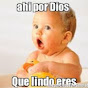 ahi por Dios
Que lindo eres